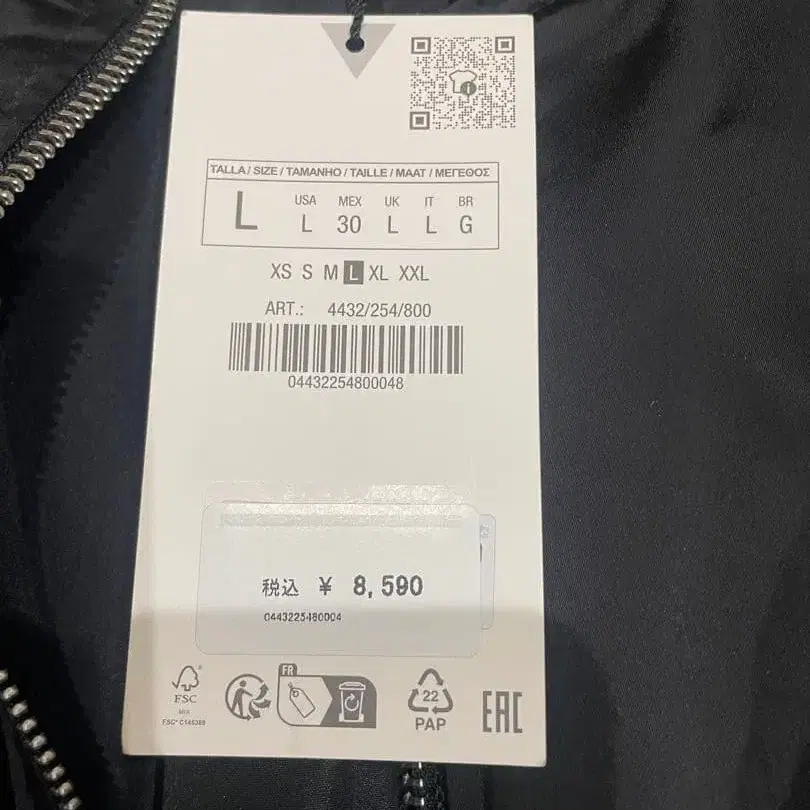 TALLA / SIZE / TAMANHO / TAILLE / MAAT / ΜΕΓΕΘΟΣ
USA MEX UK IT BR
L L 30 L L G
XS S M L XL XXL
ART.: 4432/254/800
04432254800048
税込 ¥ 8,590
0443225480004
FR
FSC
MIX
22
PAP
EAC